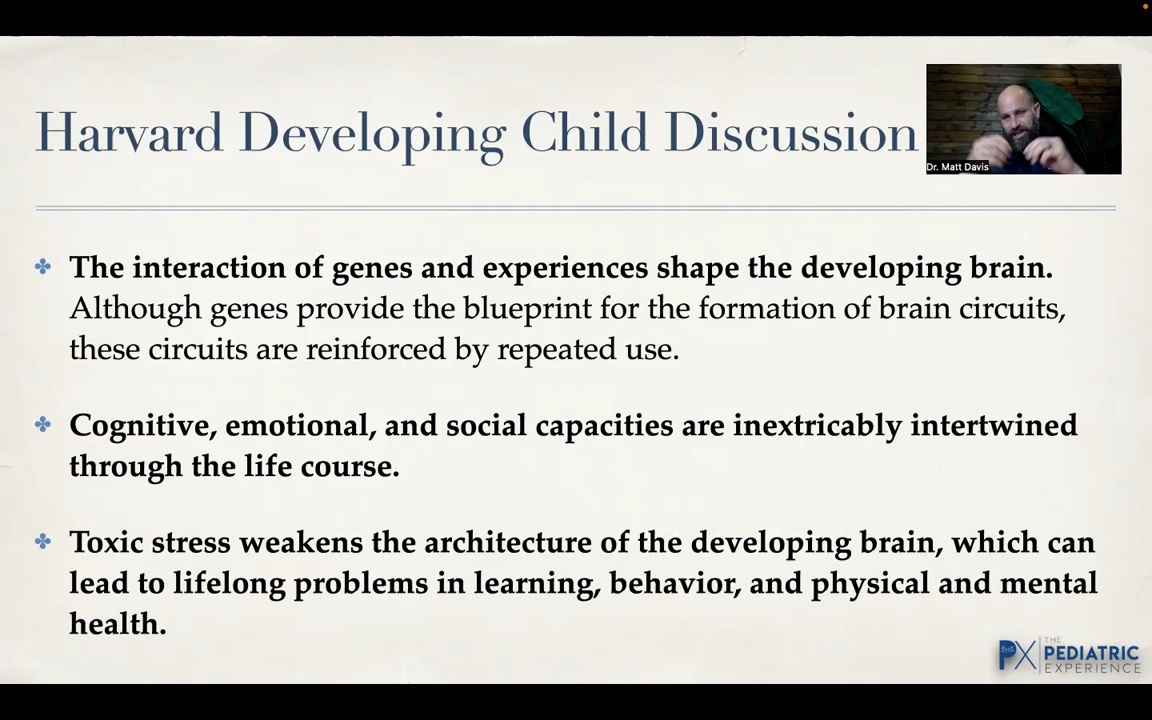 Harvard Developing Child Discussion
Dr. Matt Davis
The interaction of genes and experiences shape the developing brain.
Although genes provide the blueprint for the formation of brain circuits,
these circuits are reinforced by repeated use.
Cognitive, emotional, and social capacities are inextricably intertwined
through the life course.
Toxic stress weakens the architecture of the developing brain, which can
lead to lifelong problems in learning, behavior, and physical and mental
health.
PX
THE
PEDIATRIC
EXPERIENCE